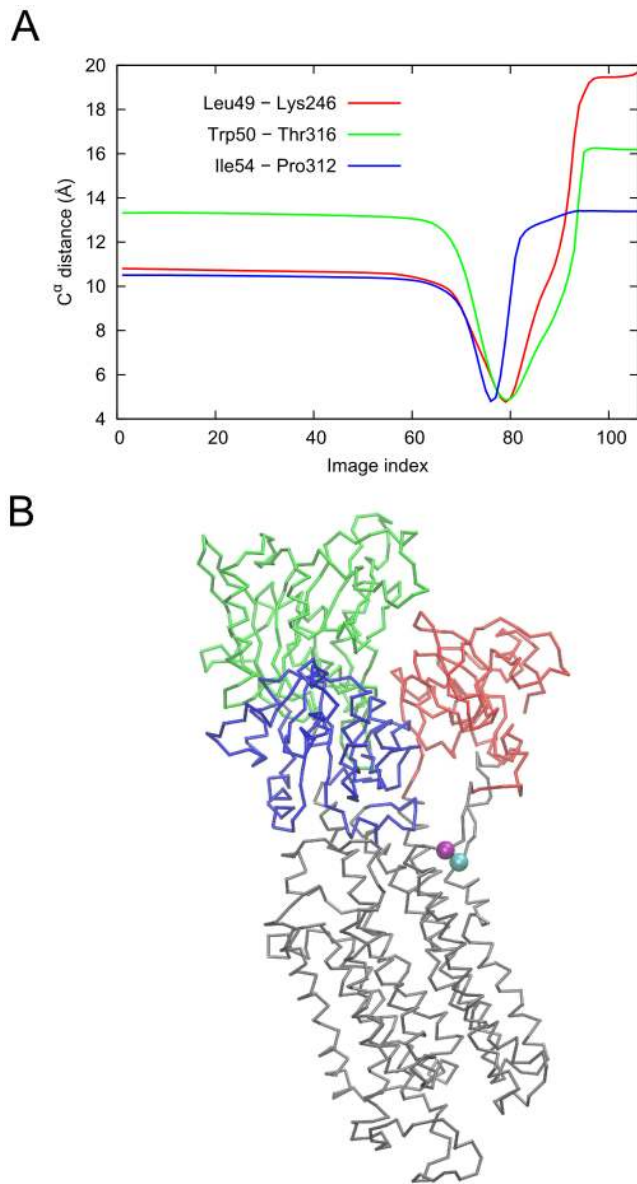 A
20
18
16
14
12
10
8
6
4
Cα distance (Å)
Leu49 − Lys246
Trp50 − Thr316
Ile54 − Pro312
0 20 40 60 80 100
Image index
B